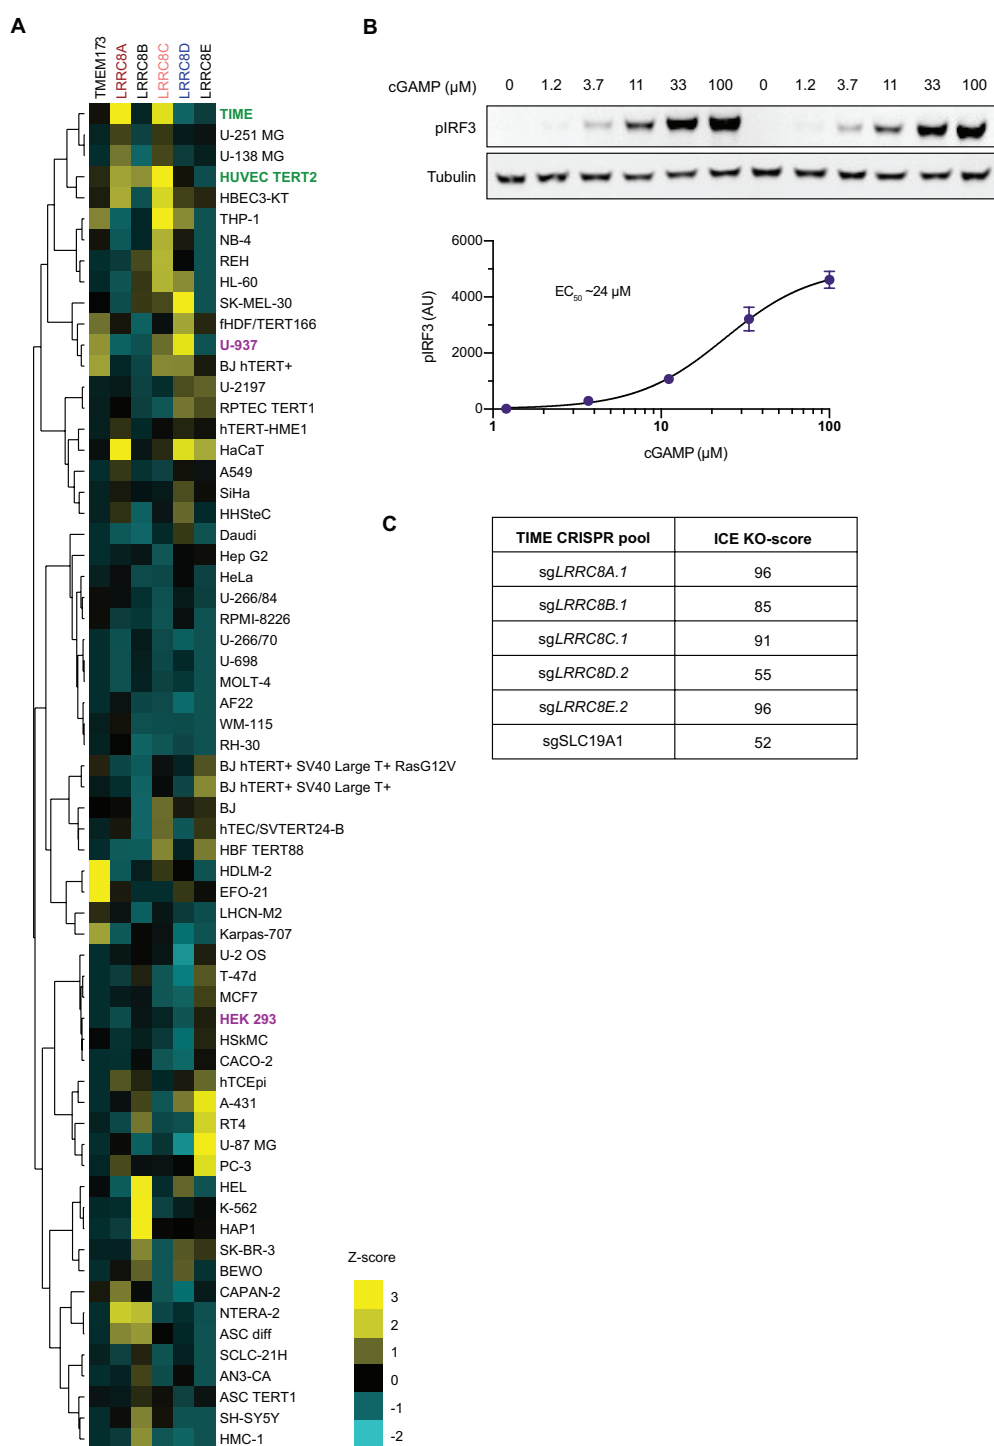 A
TMEM173
LRRC8A
LRRC8B
LRRC8C
LRRC8D
LRRC8E
TIME
U-251 MG
U-138 MG
HUVEC TERT2
HBEC3-KT
THP-1
NB-4
REH
HL-60
SK-MEL-30
fHDF/TERT166
U-937
BJ hTERT+
U-2197
RPTEC TERT1
hTERT-HME1
HaCaT
A549
SiHa
HHSteC
Daudi
Hep G2
HeLa
U-266/84
RPMI-8226
U-266/70
U-698
MOLT-4
AF22
WM-115
RH-30
BJ hTERT+ SV40 Large T+ RasG12V
BJ hTERT+ SV40 Large T+
BJ
hTEC/SVTERT24-B
HBF TERT88
HDLM-2
EFO-21
LHCN-M2
Karpas-707
U-2 OS
T-47d
MCF7
HEK 293
HSkMC
CACO-2
hTCEpi
A-431
RT4
U-87 MG
PC-3
HEL
K-562
HAP1
SK-BR-3
BEWO
CAPAN-2
NTERA-2
ASC diff
SCLC-21H
AN3-CA
ASC TERT1
SH-SY5Y
HMC-1
Z-score
3
2
1
0
-1
-2
B
cGAMP (µM) 0 1.2 3.7 11 33 100 0 1.2 3.7 11 33 100
pIRF3
Tubulin
6000
4000
2000
0
pIRF3 (AU)
EC50 ~24 µM
1 10 100
cGAMP (µM)
C
TIME CRISPR pool ICE KO-score
sgLRRC8A.1 96
sgLRRC8B.1 85
sgLRRC8C.1 91
sgLRRC8D.2 55
sgLRRC8E.2 96
sgSLC19A1 52